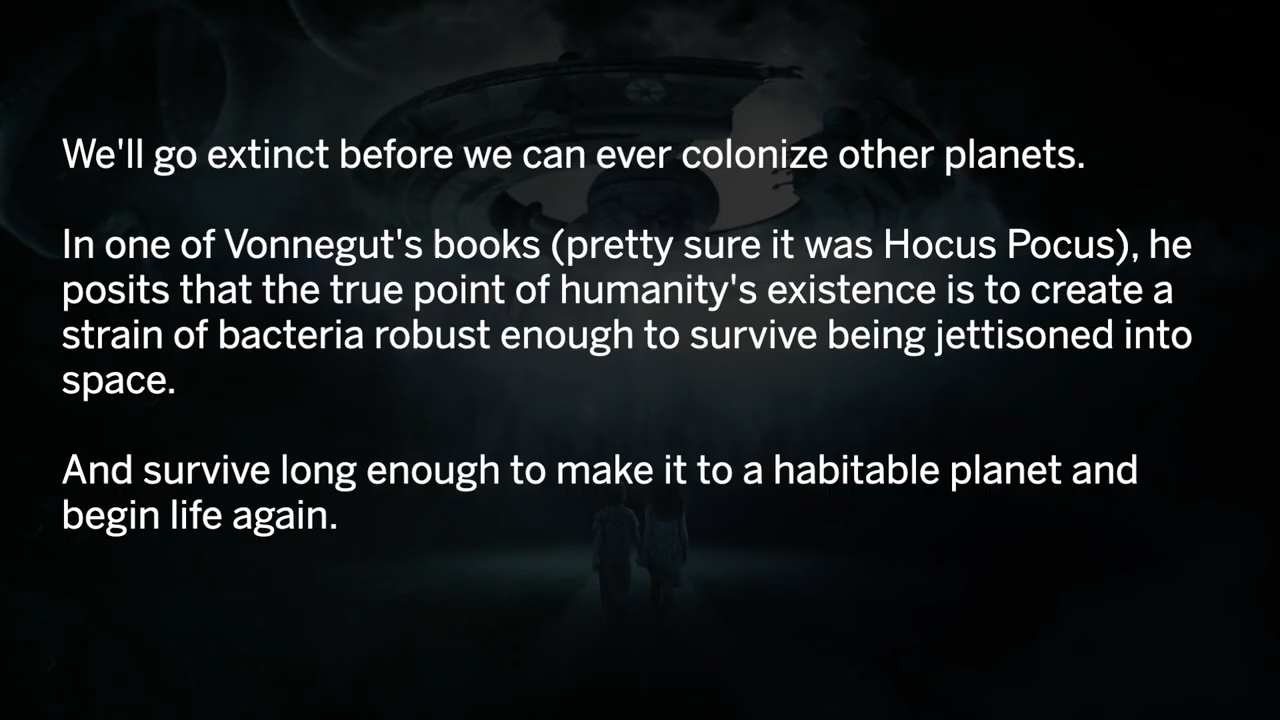 We'll go extinct before we can ever colonize other planets.
In one of Vonnegut's books (pretty sure it was Hocus Pocus), he
posits that the true point of humanity's existence is to create a
strain of bacteria robust enough to survive being jettisoned into
space.
And survive long enough to make it to a habitable planet and
begin life again.